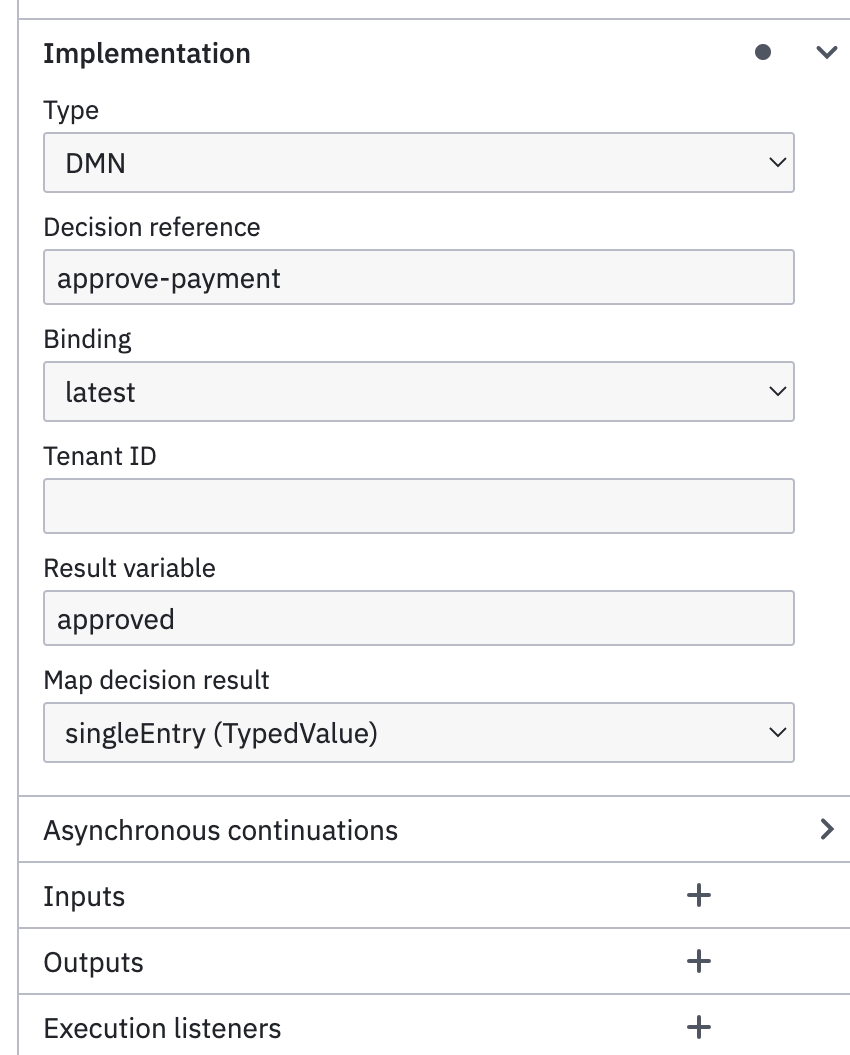 Implementation
Type
DMN
Decision reference
approve-payment
Binding
latest
Tenant ID
Result variable
approved
Map decision result
singleEntry (TypedValue)
Asynchronous continuations
Inputs
Outputs
Execution listeners